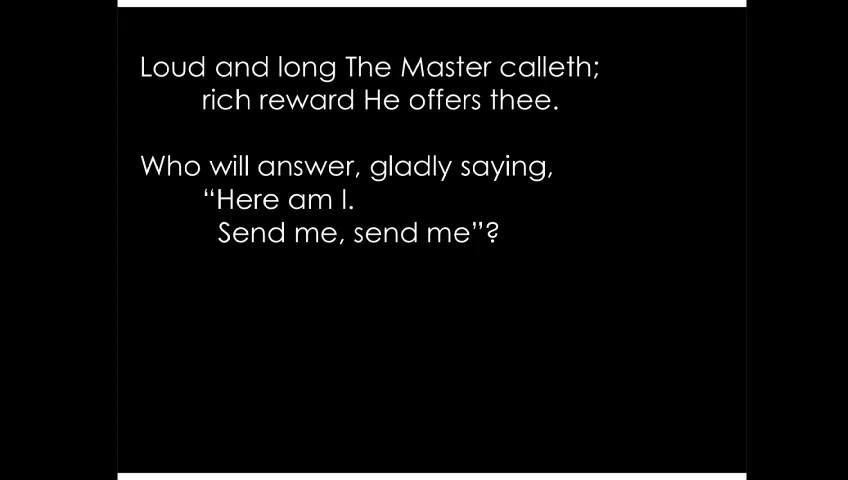 Loud and long The Master calleth;
rich reward He offers thee.
Who will answer, gladly saying,
“Here am I.
Send me, send me”?